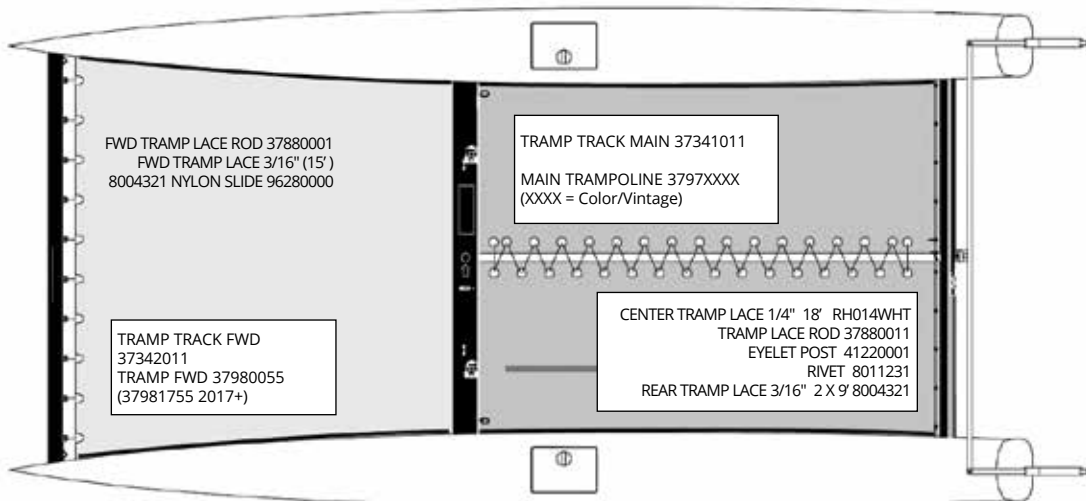 FWD TRAMP LACE ROD 37880001
FWD TRAMP LACE 3/16" (15')
8004321 NYLON SLIDE 96280000
TRAMP TRACK FWD
37342011
TRAMP FWD 37980055
(37981755 2017+)
TRAMP TRACK MAIN 37341011
MAIN TRAMPOLINE 3797XXXX
(XXXX = Color/Vintage)
CENTER TRAMP LACE 1/4" 18' RH014WHT
TRAMP LACE ROD 37880011
EYELET POST 41220001
RIVET 8011231
REAR TRAMP LACE 3/16" 2 X 9' 8004321